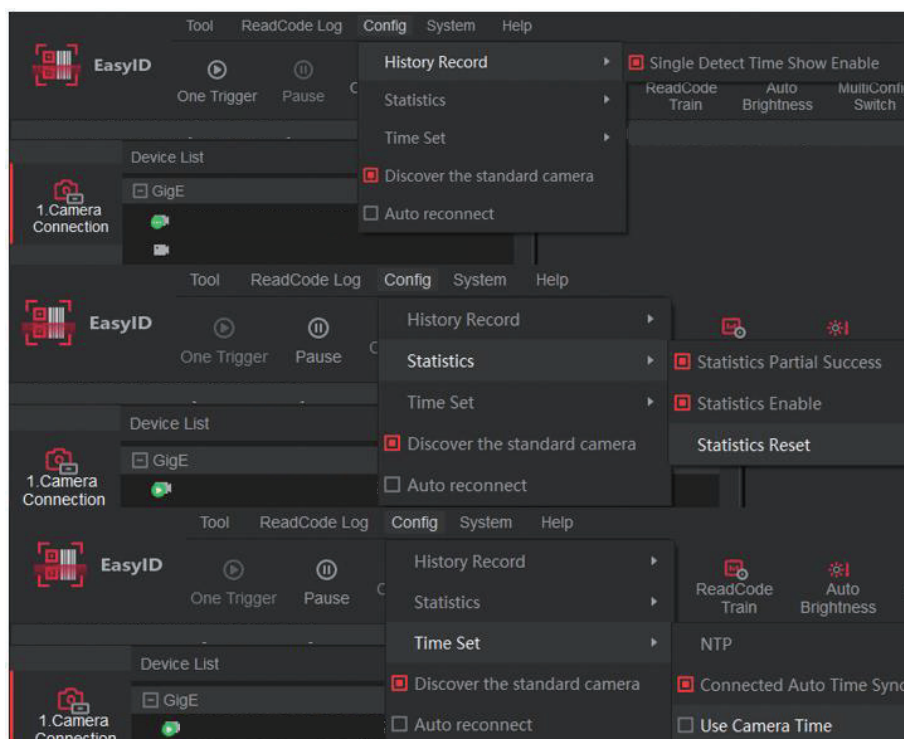 Tool ReadCode Log Config System Help
EasyID
One Trigger Pause
History Record
Single Detect Time Show Enable
Statistics
ReadCode Train Auto Brightness Switch
Time Set
Device List
Discover the standard camera
GigE
Auto reconnect
1.Camera Connection
Tool ReadCode Log Config System Help
EasyID
One Trigger Pause
History Record
Statistics
Statistics Partial Success
Time Set
Statistics Enable
Device List
Discover the standard camera
Statistics Reset
GigE
Auto reconnect
1.Camera Connection
Tool ReadCode Log Config System Help
EasyID
One Trigger Pause
History Record
Statistics
ReadCode Train Auto Brightness
Time Set
NTP
Device List
Discover the standard camera
Connected Auto Time Sync
GigE
Auto reconnect
Use Camera Time
1.Camera Connection